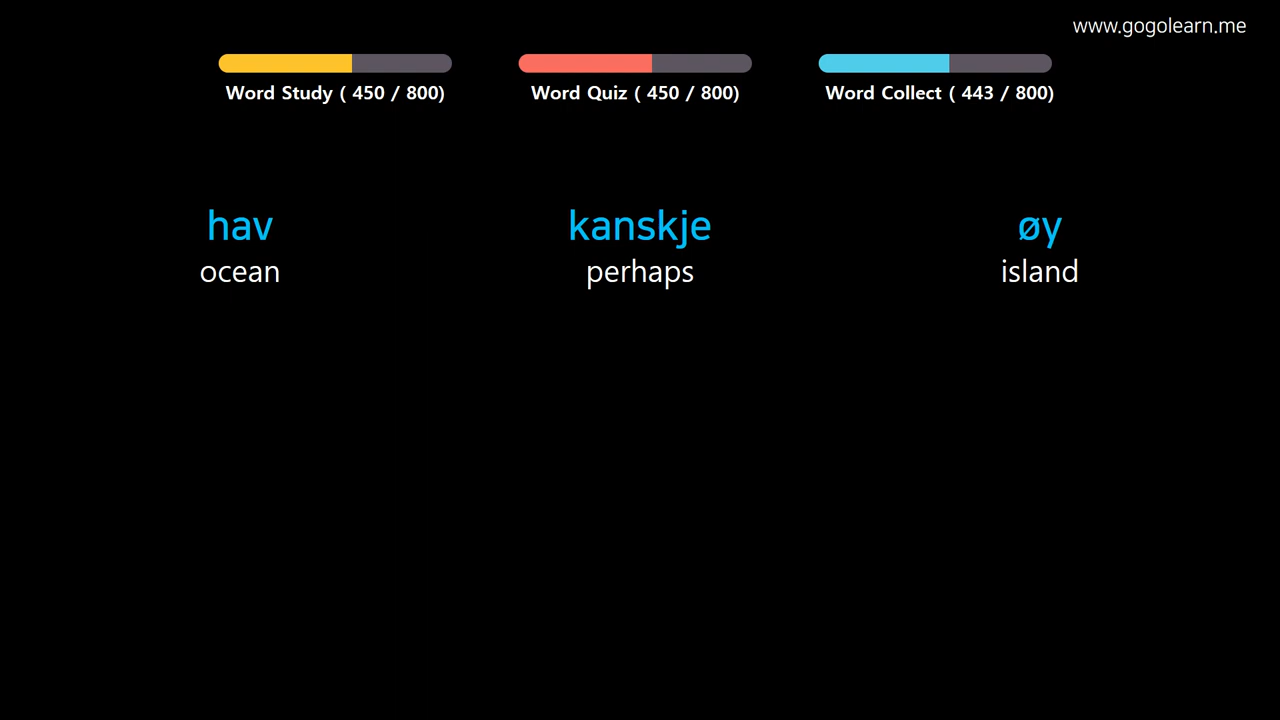 www.gogolearn.me
Word Study ( 450 / 800)
Word Quiz ( 450 / 800)
Word Collect ( 443 / 800)
hav
ocean
kanskje
perhaps
øy
island